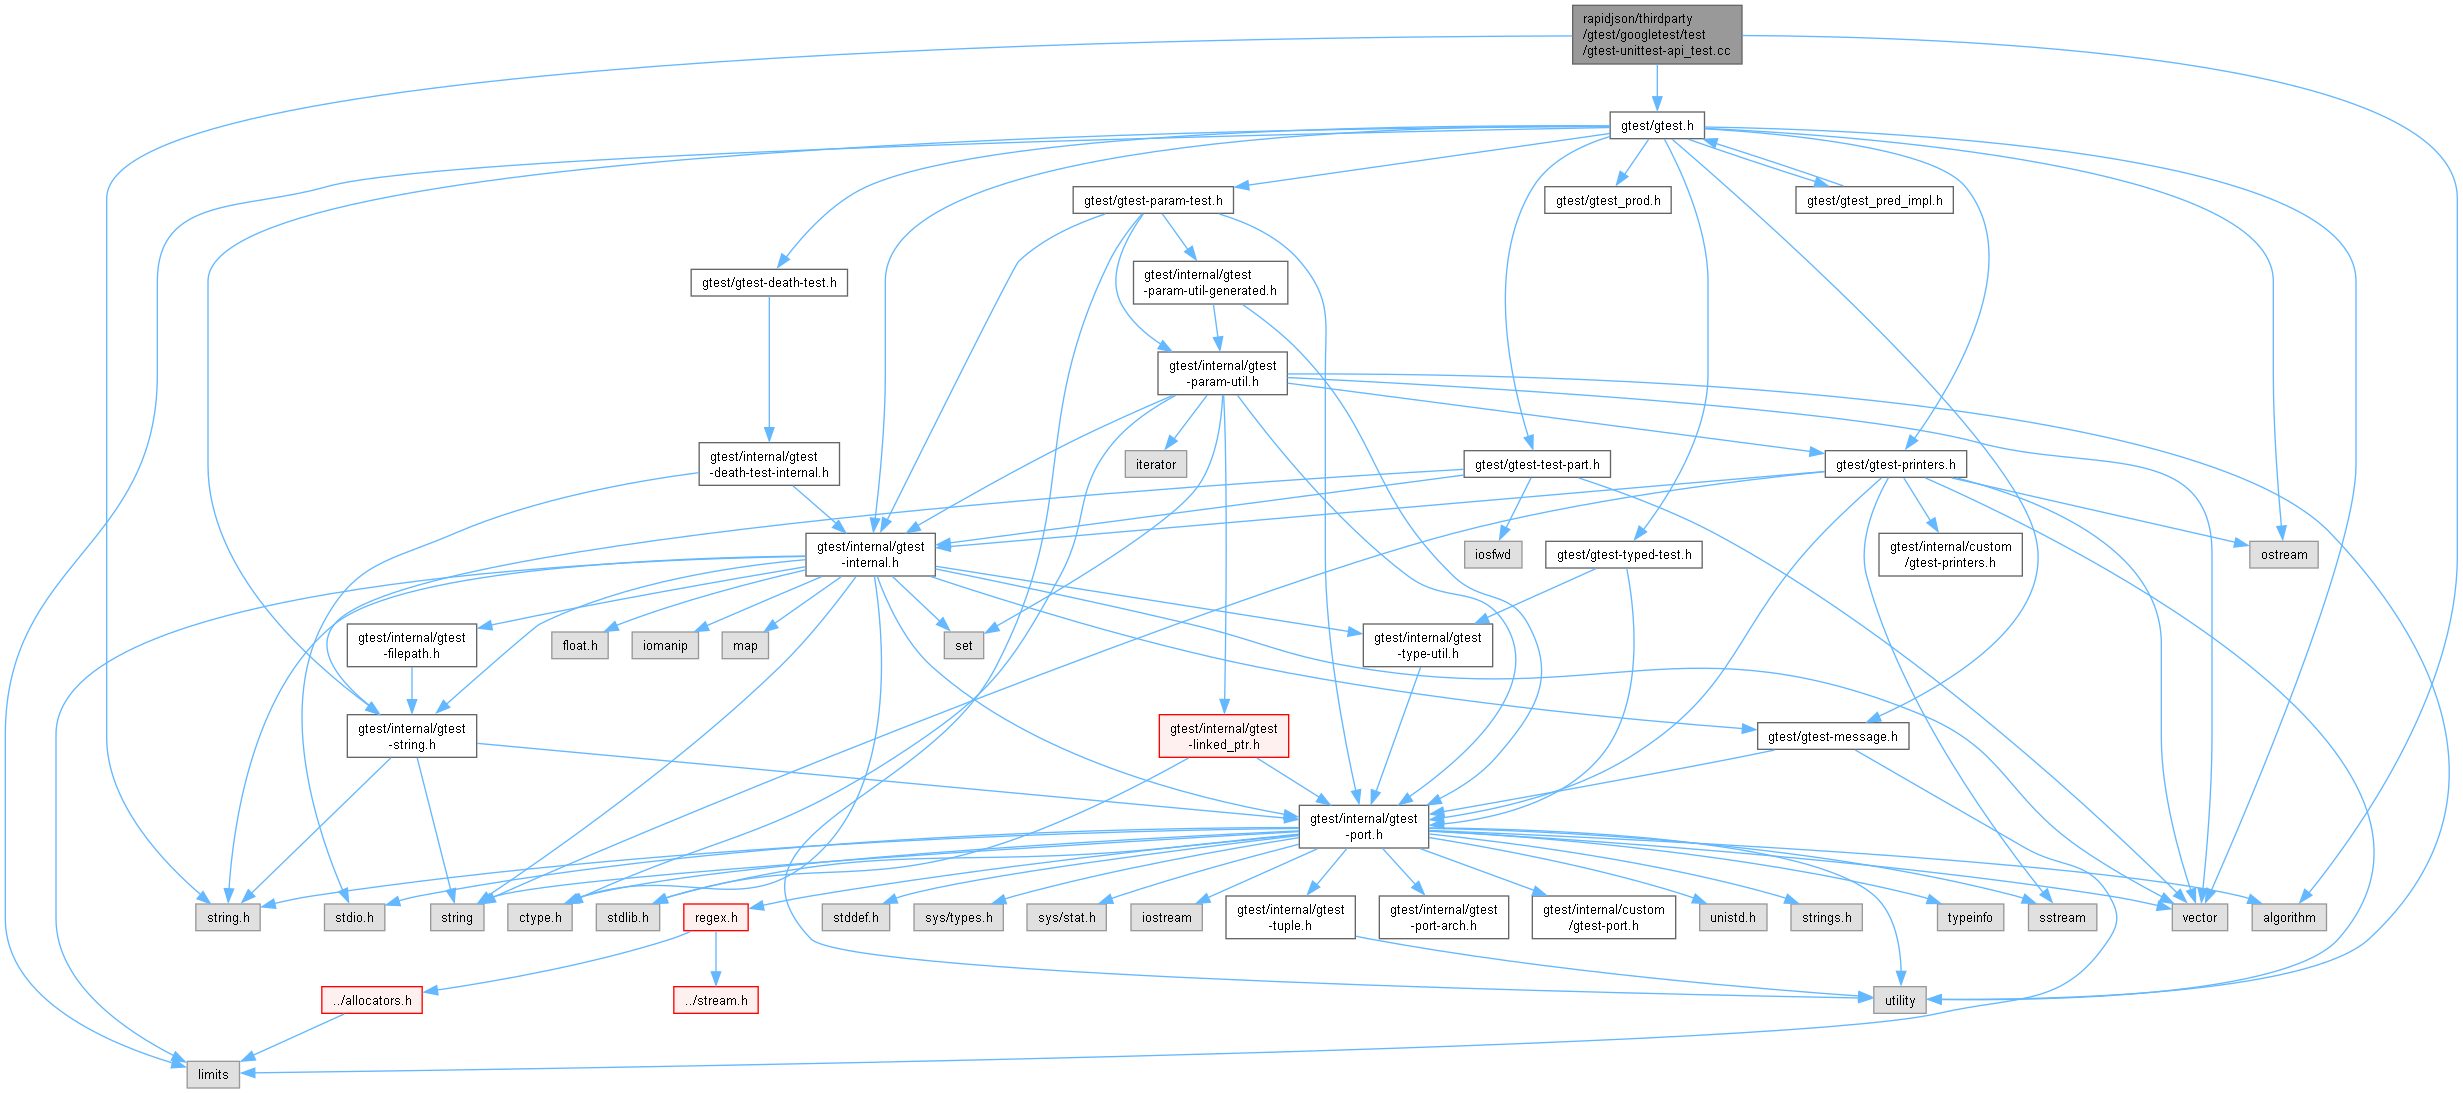 rapidjson/thirdparty
/gtest/googletest/test
/gtest-unittest-api_test.cc
gtest/gtest.h
gtest/gtest-param-test.h
gtest/gtest_prod.h
gtest/gtest_pred_impl.h
gtest/gtest-death-test.h
gtest/internal/gtest
-param-util-generated.h
gtest/internal/gtest
-param-util.h
gtest/internal/gtest
-death-test-internal.h
iterator
gtest/gtest-test-part.h
gtest/gtest-printers.h
gtest/internal/gtest
-internal.h
iosfwd
gtest/gtest-typed-test.h
gtest/internal/custom
/gtest-printers.h
ostream
gtest/internal/gtest
-filepath.h
float.h
iomanip
map
set
gtest/internal/gtest
-type-util.h
gtest/internal/gtest
-string.h
gtest/internal/gtest
-linked_ptr.h
gtest/gtest-message.h
gtest/internal/gtest
-port.h
string.h
stdio.h
string
ctype.h
stdlib.h
regex.h
stddef.h
sys/types.h
sys/stat.h
iostream
gtest/internal/gtest
-tuple.h
gtest/internal/gtest
-port-arch.h
gtest/internal/custom
/gtest-port.h
unistd.h
strings.h
typeinfo
sstream
vector
algorithm
../allocators.h
../stream.h
utility
limits